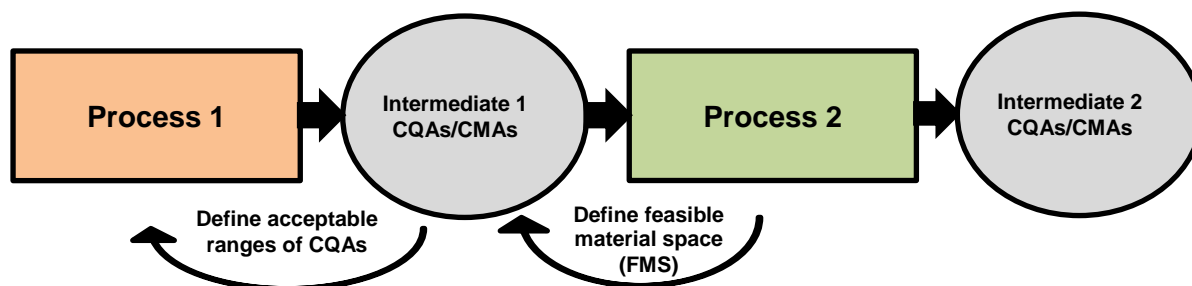 Process 1
Intermediate 1
CQAs/CMAs
Process 2
Intermediate 2
CQAs/CMAs
Define acceptable
ranges of CQAs
Define feasible
material space
(FMS)